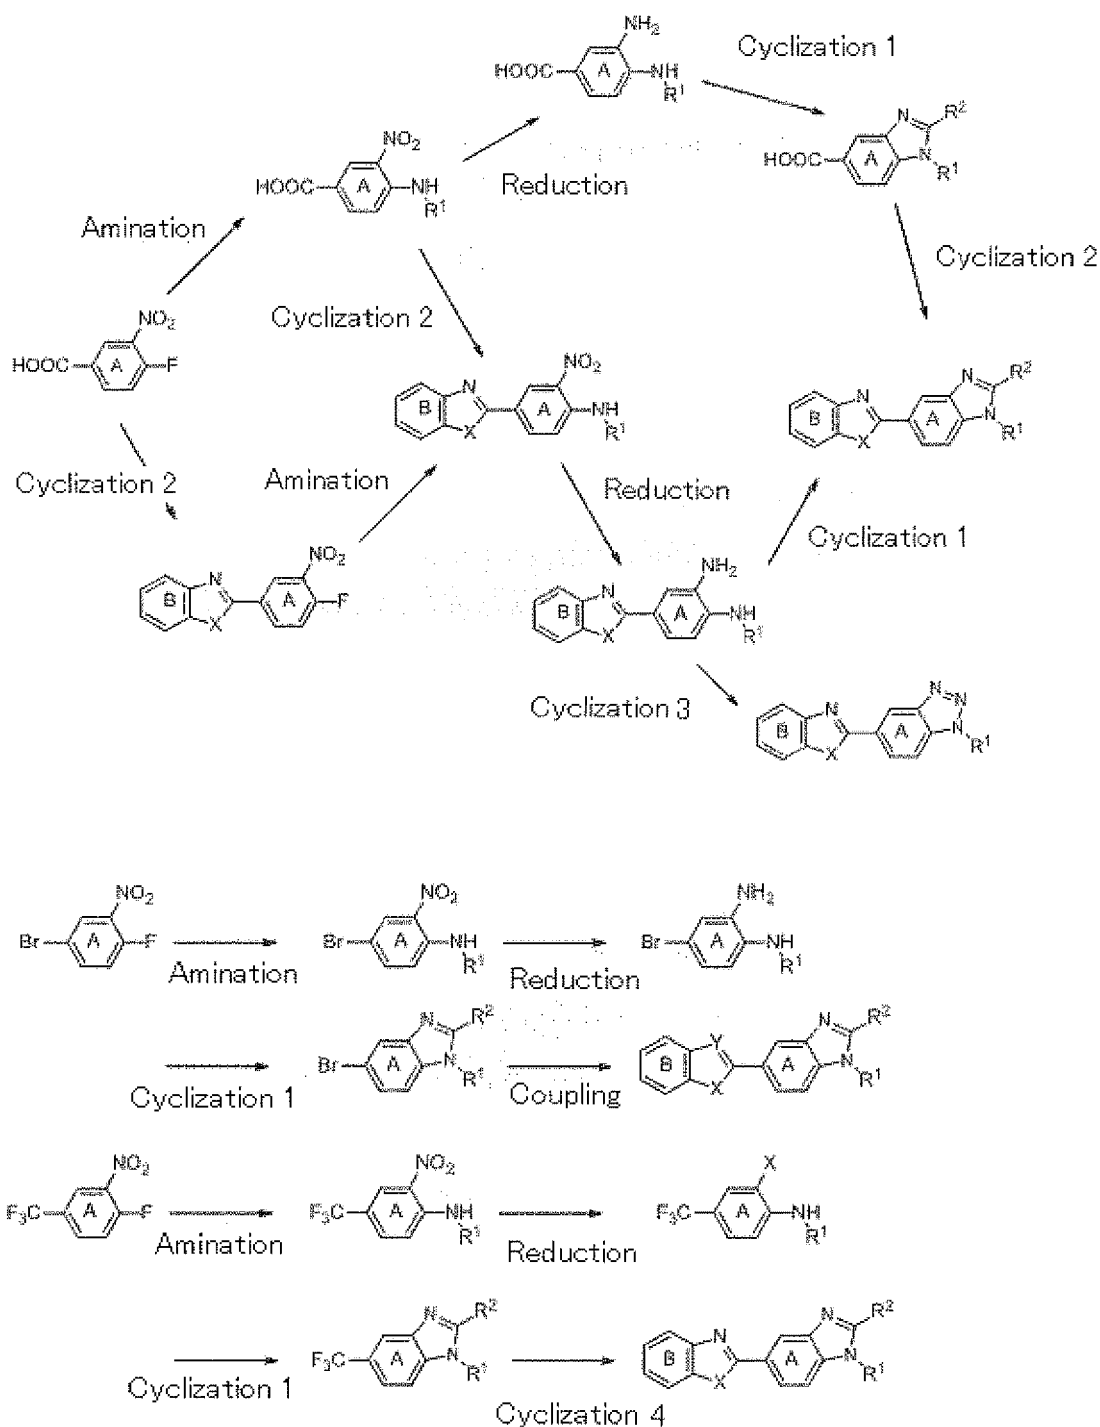 NH₂
HOOC A NH
R¹
Cyclization 1
N R²
HOOC A N
R¹
NO₂
HOOC A NH
R¹
Reduction
Amination
Cyclization 2
Cyclization 2
NO₂
HOOC A F
N NO₂
B A NH
X R¹
N N R²
B A N
X R¹
Cyclization 2
Amination
Reduction
Cyclization 1
N NO₂
B A F
X
N NH₂
B A NH
X R¹
Cyclization 3
N N N
B A N
X R¹
NO₂ NO₂ NH₂
Br A F Br A NH Br A NH
Amination R¹ Reduction R¹
N R² Y N R²
Br A N B A N
R¹ X R¹
Cyclization 1 Coupling
NO₂ NO₂ X
F₃C A F F₃C A NH F₃C A NH
Amination R¹ Reduction R¹
N R² N N R²
F₃C A N B A N
R¹ X R¹
Cyclization 1 Cyclization 4